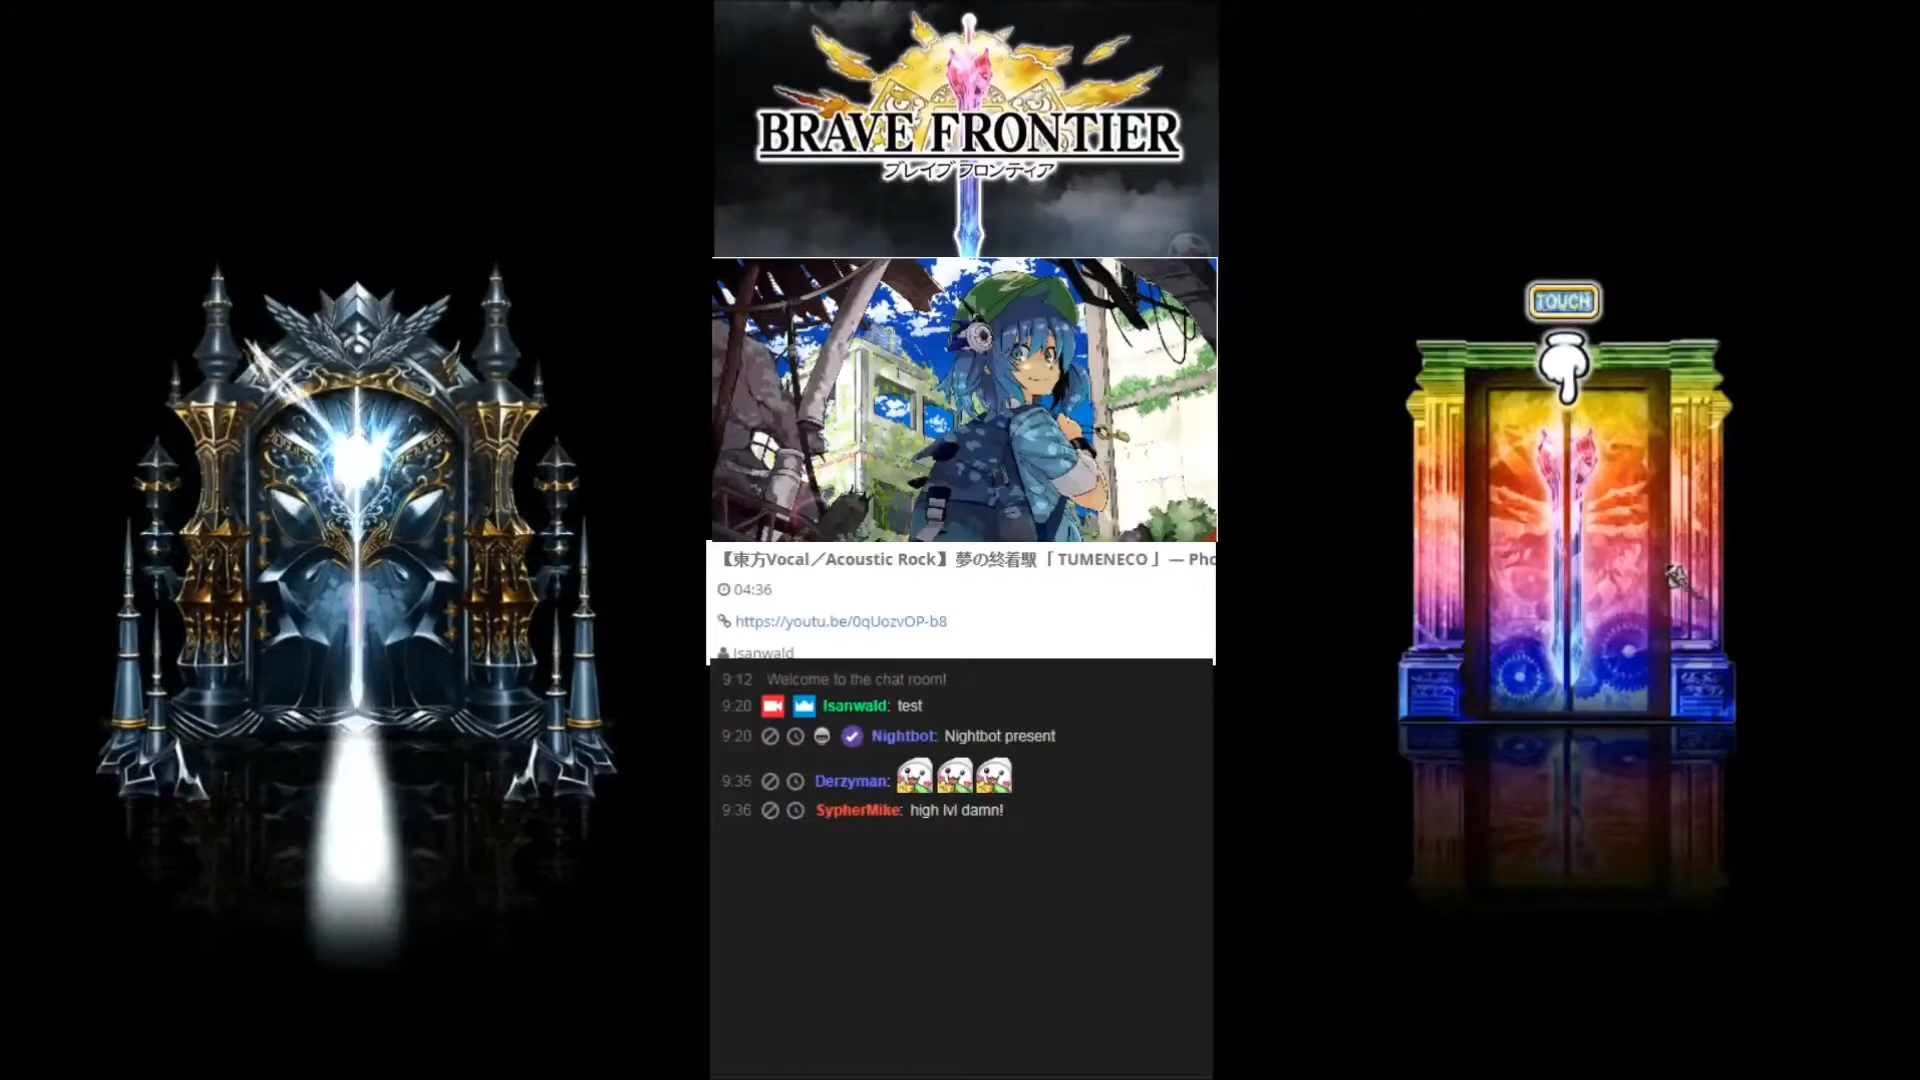 BRAVE FRONTIER
ブレイブ フロンティア
TOUCH
【東方Vocal／Acoustic Rock】 夢の終着駅 「 TUMENECO 」 — Pho
04:36
https://youtu.be/0qUozvOP-b8
Isanwald
9:12 Welcome to the chat room!
9:20 Isanwald: test
9:20 Nightbot: Nightbot present
9:35 Derzyman:
9:36 SypherMike: high lvl damn!